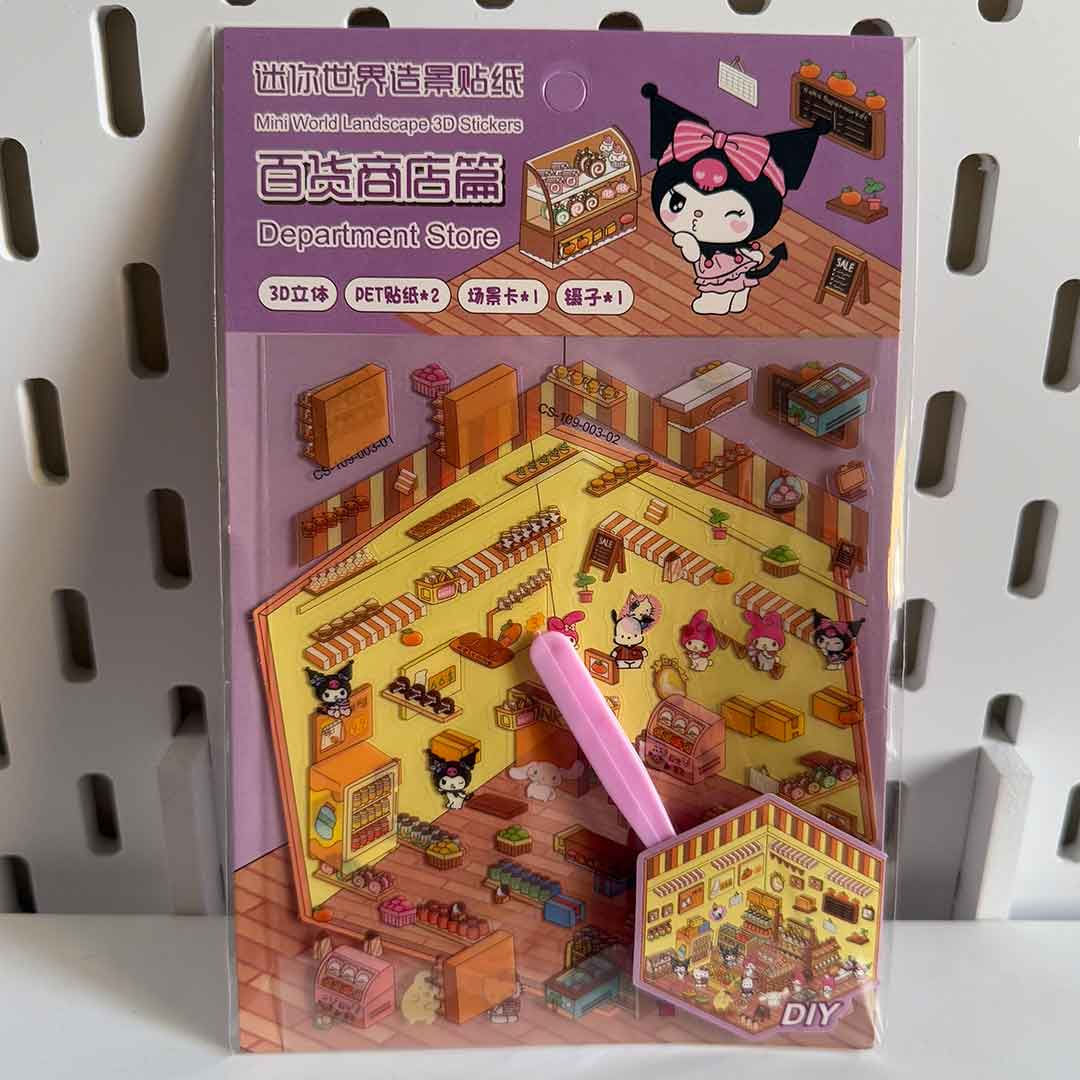 迷你世界造景贴纸
Mini World Landscape 3D Stickers
百货商店篇
Department Store
3D立体
PET贴纸*2
场景卡*1
镊子*1
SALE
CS-109-003-01
CS-109-003-02
SALE
DIY